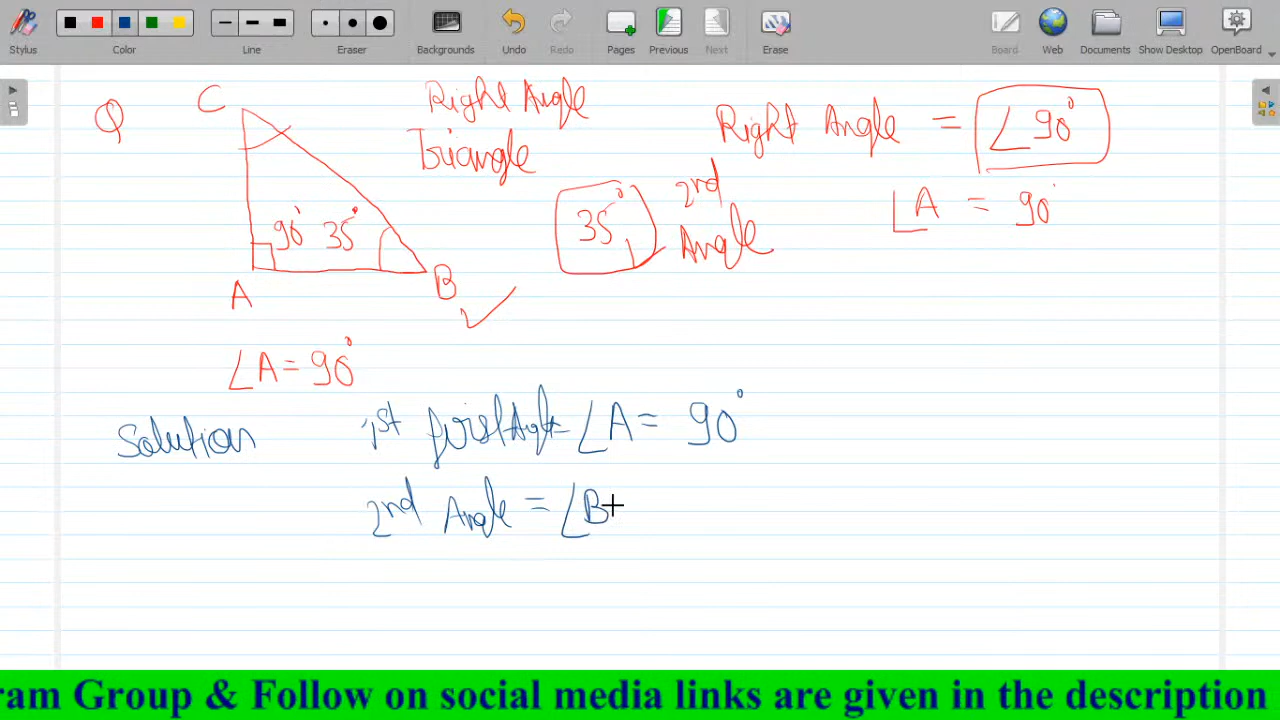 Stylus Color Line Eraser Backgrounds Undo Redo Pages Previous Next Erase Board Web Documents Show Desktop OpenBoard
Q
C
Right Angle
Triangle
90° 35°
A
B
35°
2nd
Angle
Right Angle = ∠90°
∠A = 90°
∠A = 90°
Solution
1st first Angle = ∠A = 90°
2nd Angle = ∠B
ram Group & Follow on social media links are given in the description